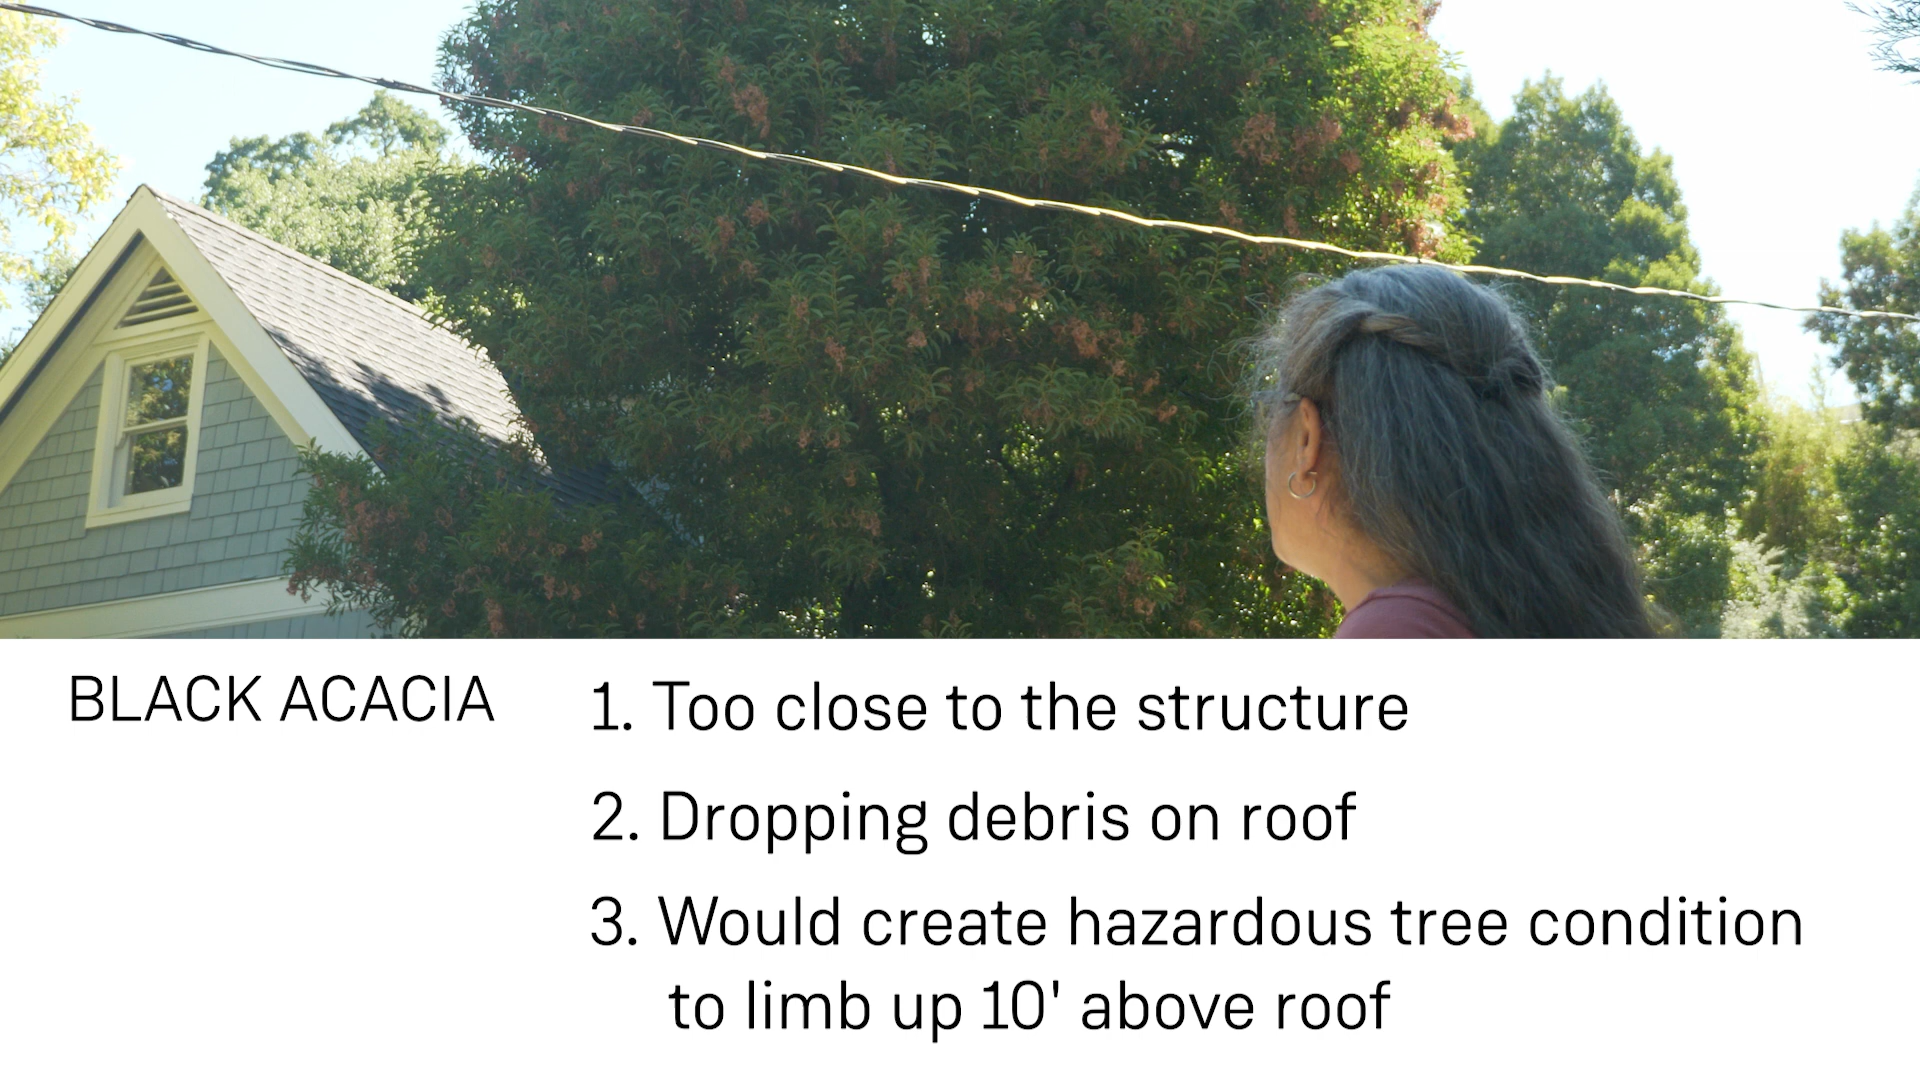 BLACK ACACIA
1. Too close to the structure
2. Dropping debris on roof
3. Would create hazardous tree condition
to limb up 10' above roof